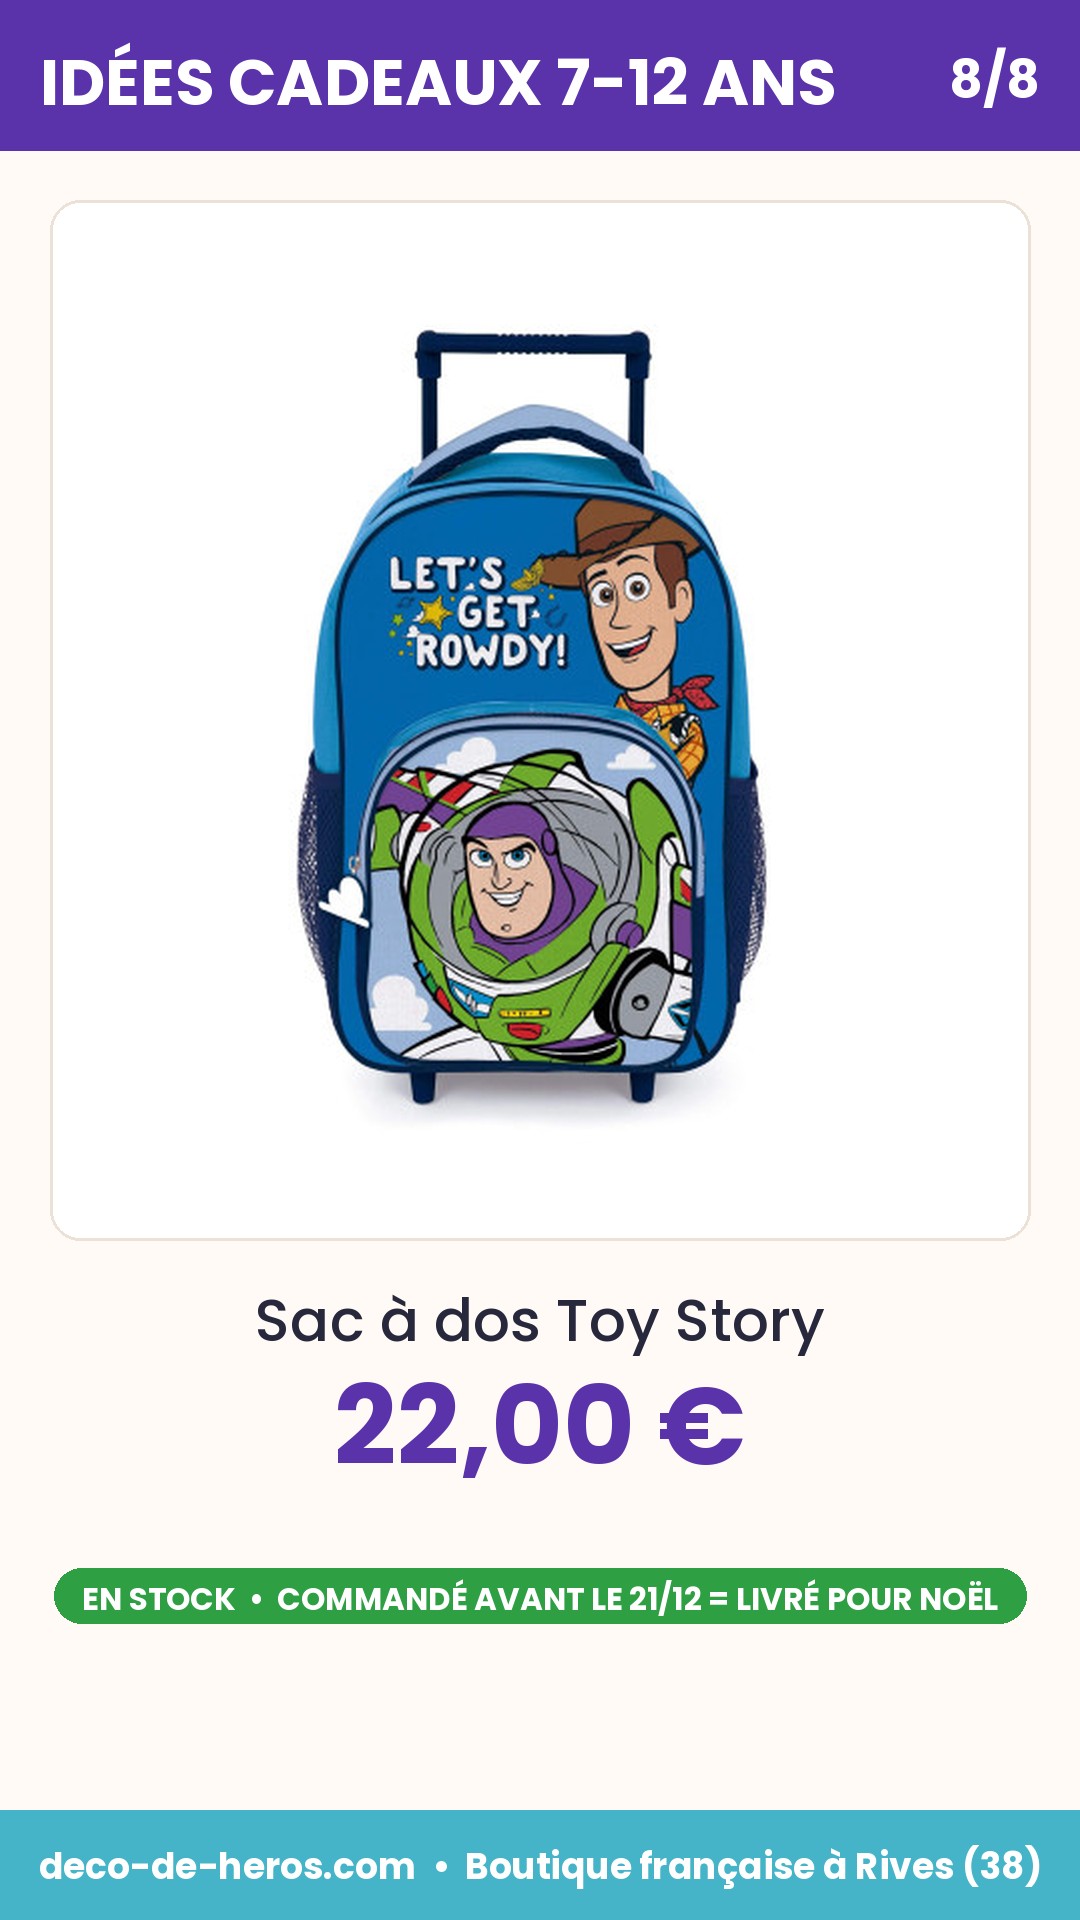 IDÉES CADEAUX 7-12 ANS
8/8
LET'S
GET
ROWDY!
Sac à dos Toy Story
22,00 €
EN STOCK • COMMANDÉ AVANT LE 21/12 = LIVRÉ POUR NOËL
deco-de-heros.com • Boutique française à Rives (38)